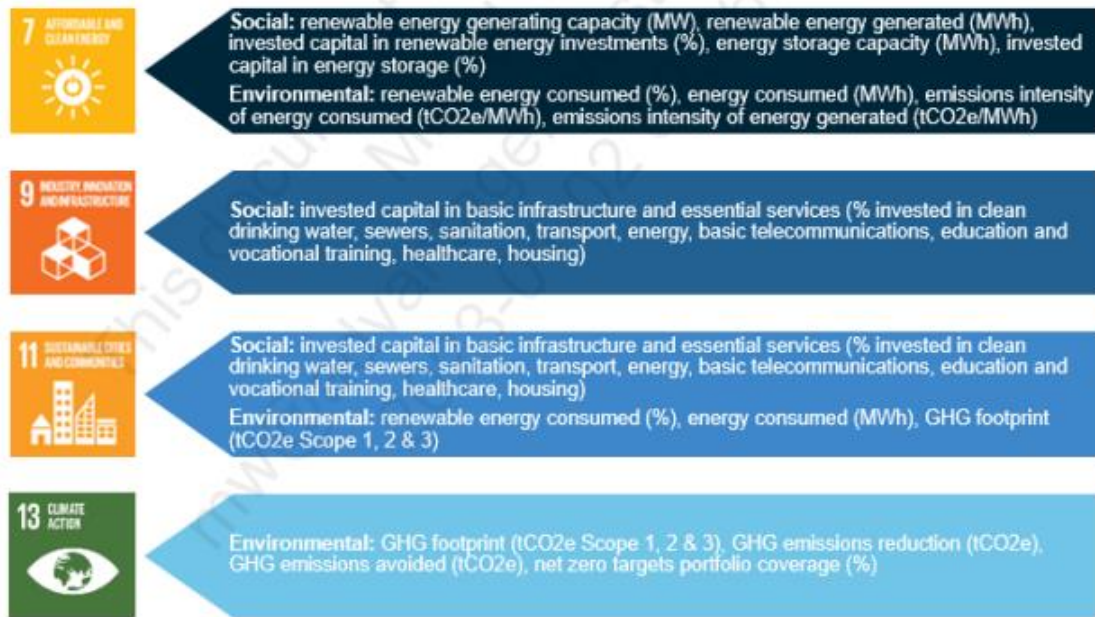 7 AFFORDABLE AND
CLEAN ENERGY
Social: renewable energy generating capacity (MW), renewable energy generated (MWh),
invested capital in renewable energy investments (%), energy storage capacity (MWh), invested
capital in energy storage (%)
Environmental: renewable energy consumed (%), energy consumed (MWh), emissions intensity
of energy consumed (tCO2e/MWh), emissions intensity of energy generated (tCO2e/MWh)
9 INDUSTRY, INNOVATION
AND INFRASTRUCTURE
Social: invested capital in basic infrastructure and essential services (% invested in clean
drinking water, sewers, sanitation, transport, energy, basic telecommunications, education and
vocational training, healthcare, housing)
11 SUSTAINABLE CITIES
AND COMMUNITIES
Social: invested capital in basic infrastructure and essential services (% invested in clean
drinking water, sewers, sanitation, transport, energy, basic telecommunications, education and
vocational training, healthcare, housing)
Environmental: renewable energy consumed (%), energy consumed (MWh), GHG footprint
(tCO2e Scope 1, 2 & 3)
13 CLIMATE
ACTION
Environmental: GHG footprint (tCO2e Scope 1, 2 & 3), GHG emissions reduction (tCO2e),
GHG emissions avoided (tCO2e), net zero targets portfolio coverage (%)